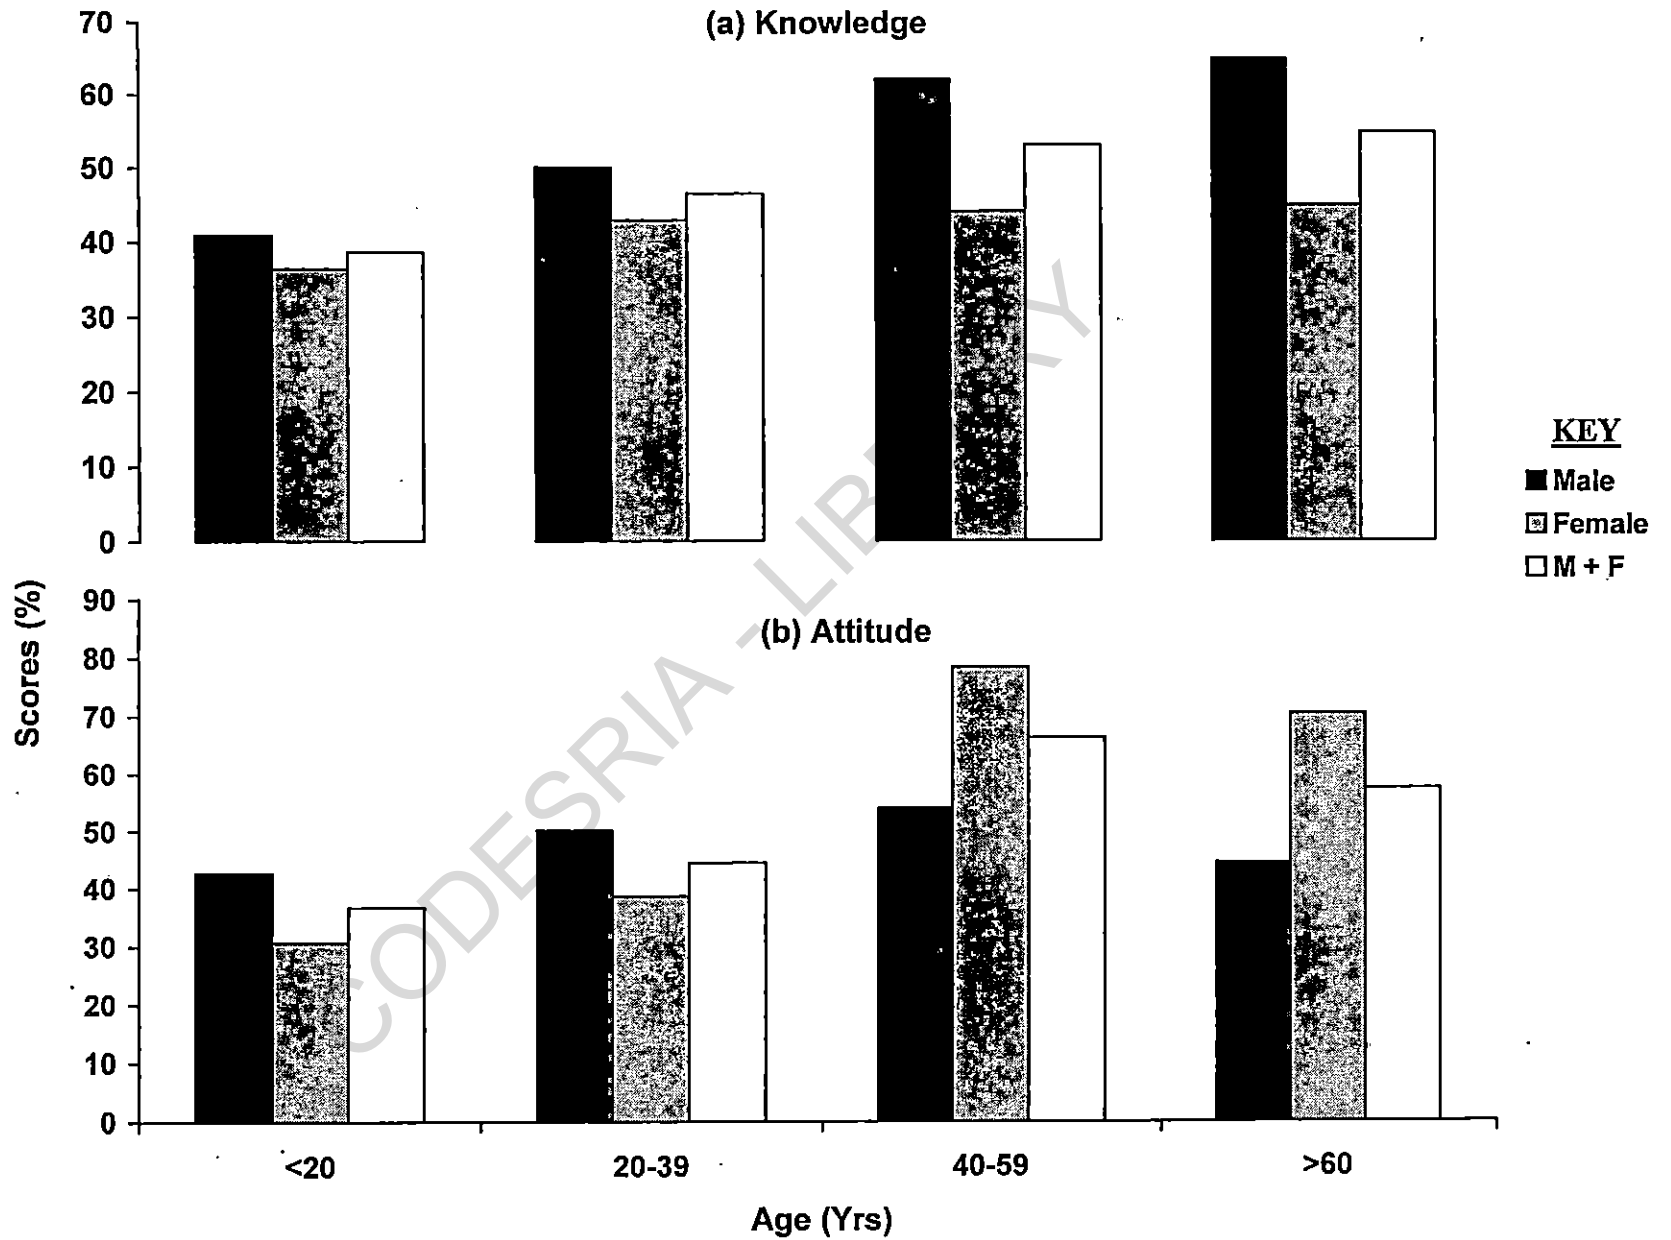 (a) Knowledge
70
60
50
40
30
20
10
0
KEY
Male
Female
M + F
Scores (%)
(b) Attitude
90
80
70
60
50
40
30
20
10
0
<20 20-39 40-59 >60
Age (Yrs)
CODESRIA - LIBRARY